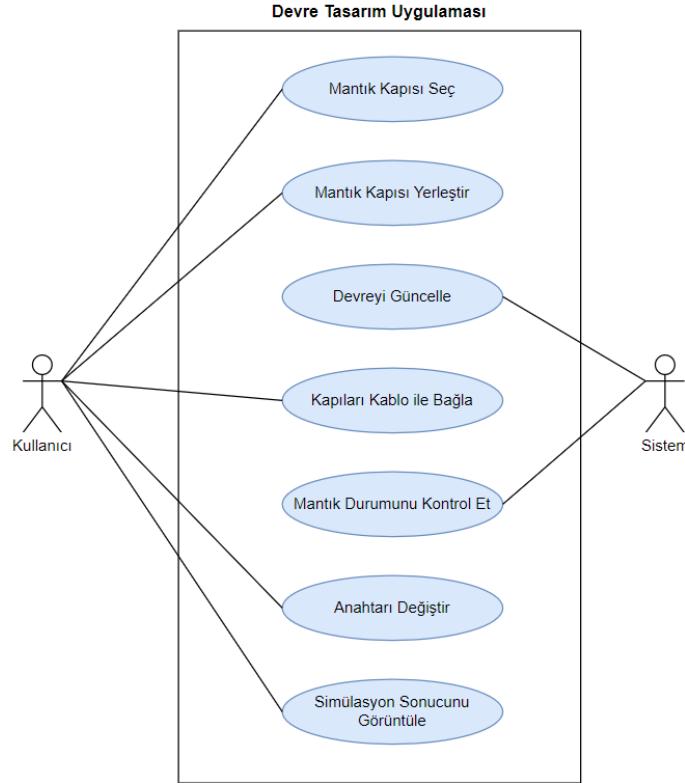 Devre Tasarım Uygulaması
Mantık Kapısı Seç
Mantık Kapısı Yerleştir
Devreyi Güncelle
Kapıları Kablo ile Bağla
Kullanıcı
Sistem
Mantık Durumunu Kontrol Et
Anahtarı Değiştir
Simülasyon Sonucunu
Görüntüle